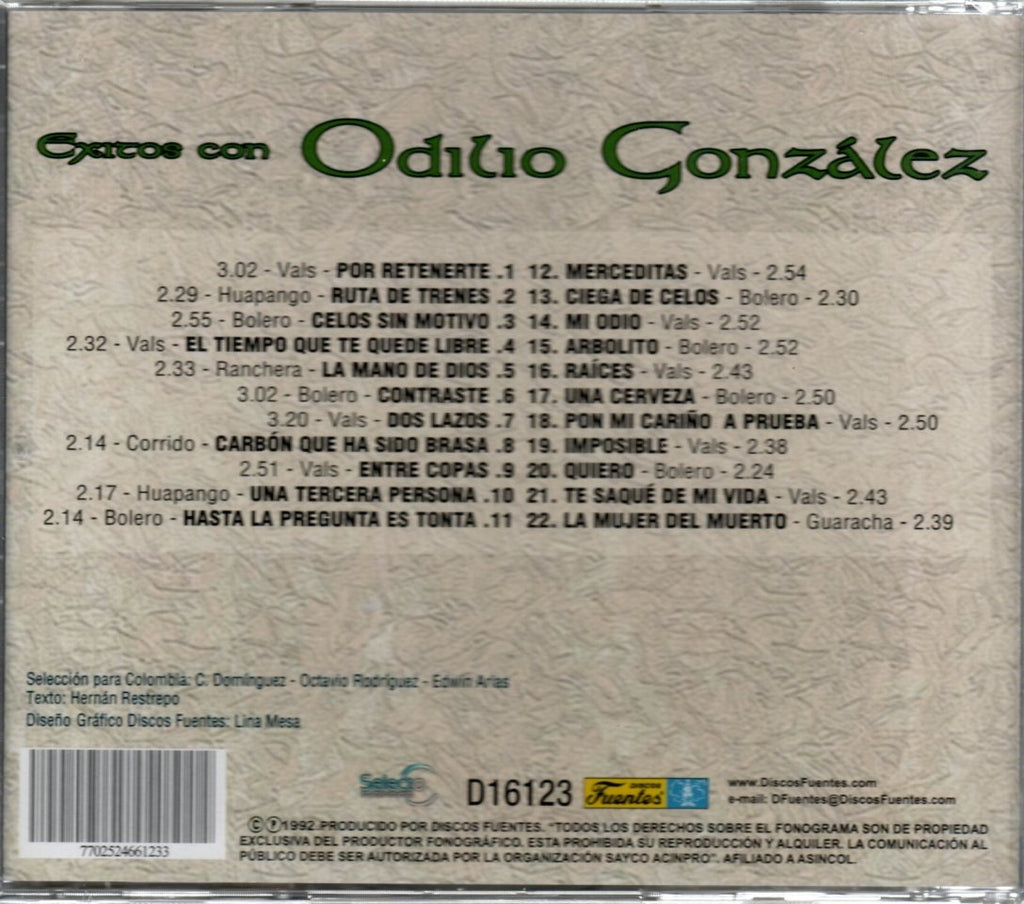 Exitos con Odilio González
3.02 - Vals - POR RETENERTE .1
2.29 - Huapango - RUTA DE TRENES .2
2.55 - Bolero - CELOS SIN MOTIVO .3
2.32 - Vals - EL TIEMPO QUE TE QUEDE LIBRE .4
2.33 - Ranchera - LA MANO DE DIOS .5
3.02 - Bolero - CONTRASTE .6
3.20 - Vals - DOS LAZOS .7
2.14 - Corrido - CARBÓN QUE HA SIDO BRASA .8
2.51 - Vals - ENTRE COPAS .9
2.17 - Huapango - UNA TERCERA PERSONA .10
2.14 - Bolero - HASTA LA PREGUNTA ES TONTA .11
12. MERCEDITAS - Vals - 2.54
13. CIEGA DE CELOS - Bolero - 2.30
14. MI ODIO - Vals - 2.52
15. ARBOLITO - Bolero - 2.52
16. RAÍCES - Vals - 2.43
17. UNA CERVEZA - Bolero - 2.50
18. PON MI CARIÑO A PRUEBA - Vals - 2.50
19. IMPOSIBLE - Vals - 2.38
20. QUIERO - Bolero - 2.24
21. TE SAQUÉ DE MI VIDA - Vals - 2.43
22. LA MUJER DEL MUERTO - Guaracha - 2.39
Selección para Colombia: C. Domínguez - Octavio Rodríguez - Edwin Arias
Texto: Hernán Restrepo
Diseño Gráfico Discos Fuentes: Lina Mesa
7702524661233
D16123
DISCOS
Fuentes
www.DiscosFuentes.com
e-mail: DFuentes@DiscosFuentes.com
© ℗ 1992.PRODUCIDO POR DISCOS FUENTES. "TODOS LOS DERECHOS SOBRE EL FONOGRAMA SON DE PROPIEDAD
EXCLUSIVA DEL PRODUCTOR FONOGRÁFICO. ESTA PROHIBIDA SU REPRODUCCIÓN Y ALQUILER. LA COMUNICACIÓN AL
PÚBLICO DEBE SER AUTORIZADA POR LA ORGANIZACIÓN SAYCO ACINPRO". AFILIADO A ASINCOL.